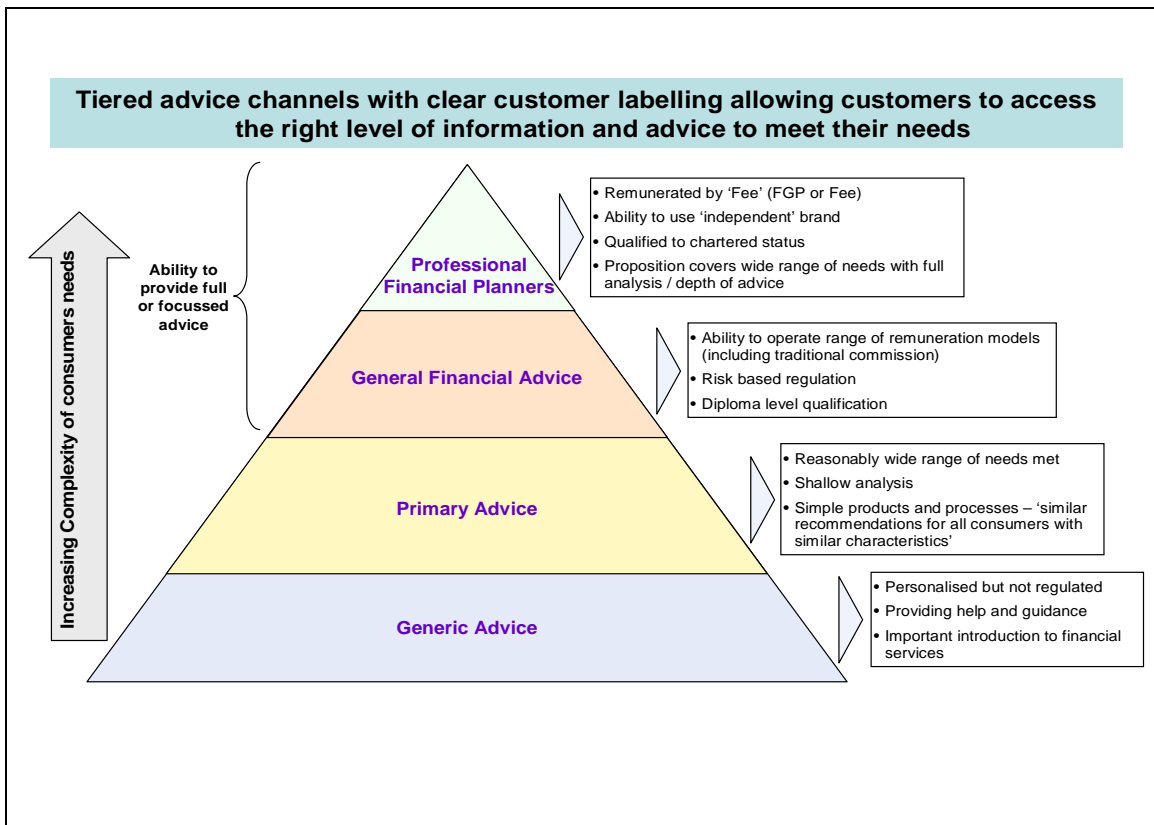 Tiered advice channels with clear customer labelling allowing customers to access
the right level of information and advice to meet their needs
Increasing Complexity of consumers needs
Ability to
provide full
or focussed
advice
Professional
Financial Planners
• Remunerated by ‘Fee’ (FGP or Fee)
• Ability to use ‘independent’ brand
• Qualified to chartered status
• Proposition covers wide range of needs with full
analysis / depth of advice
General Financial Advice
• Ability to operate range of remuneration models
(including traditional commission)
• Risk based regulation
• Diploma level qualification
Primary Advice
• Reasonably wide range of needs met
• Shallow analysis
• Simple products and processes – ‘similar
recommendations for all consumers with
similar characteristics’
Generic Advice
• Personalised but not regulated
• Providing help and guidance
• Important introduction to financial
services